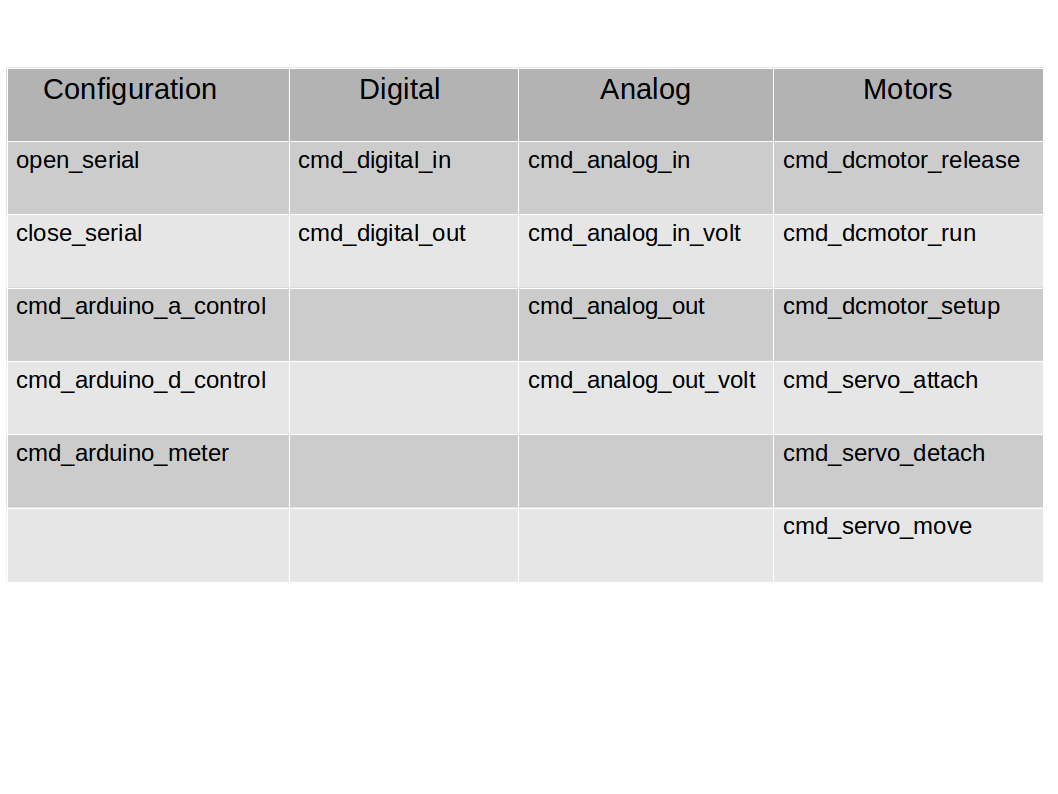 Configuration Digital Analog Motors
open_serial cmd_digital_in cmd_analog_in cmd_dcmotor_release
close_serial cmd_digital_out cmd_analog_in_volt cmd_dcmotor_run
cmd_arduino_a_control cmd_analog_out cmd_dcmotor_setup
cmd_arduino_d_control cmd_analog_out_volt cmd_servo_attach
cmd_arduino_meter cmd_servo_detach
cmd_servo_move